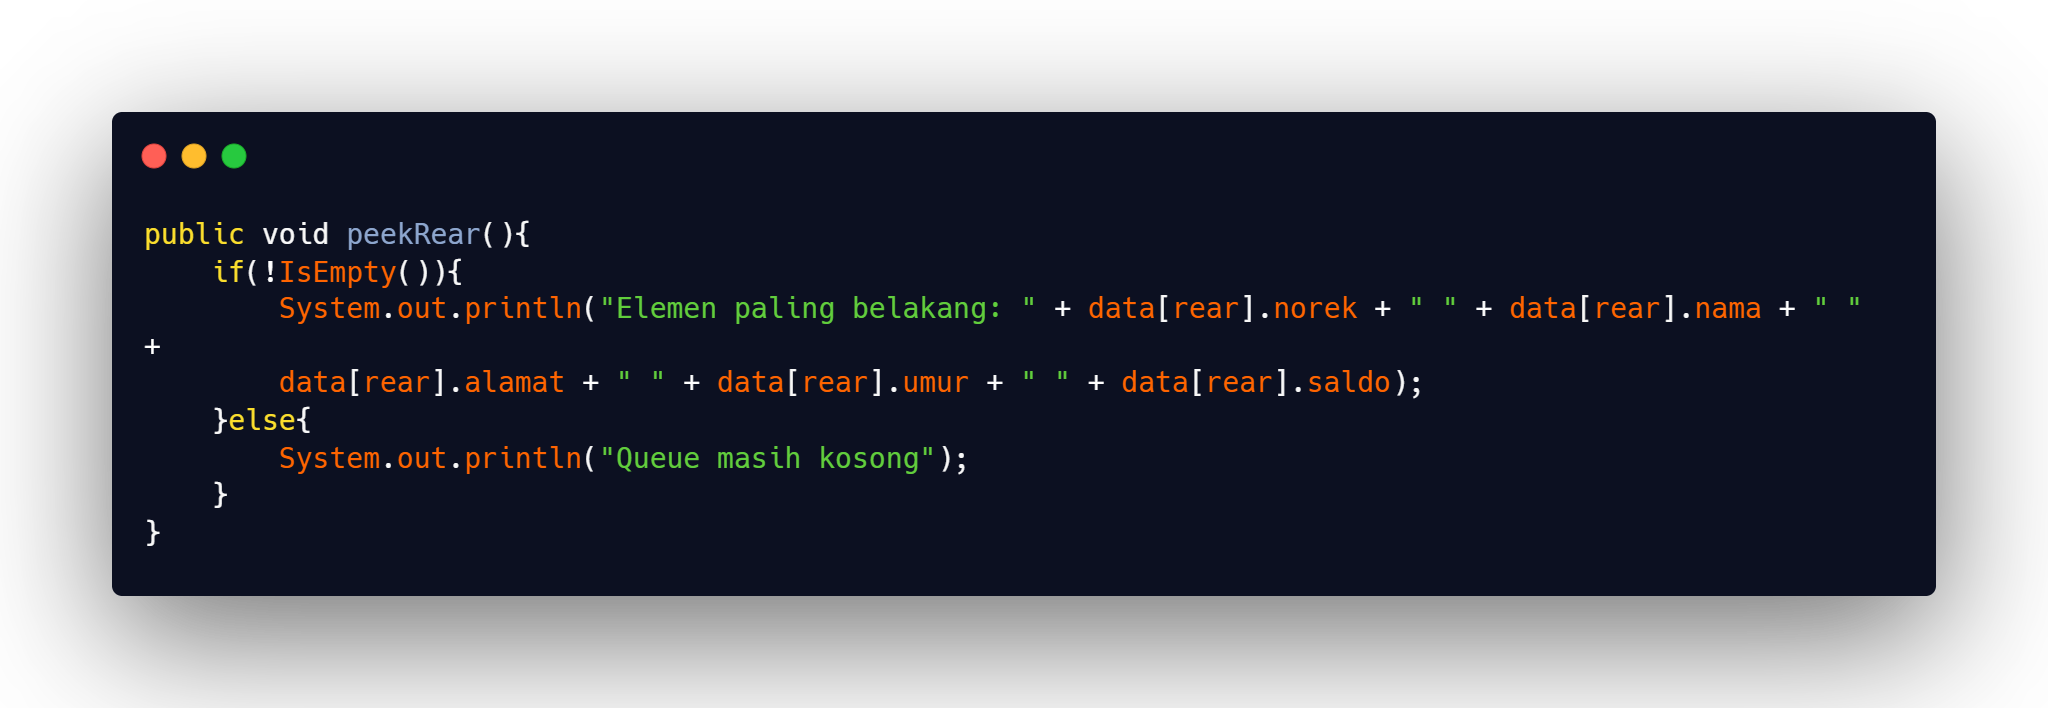 public void peekRear(){
    if(!IsEmpty()){
        System.out.println("Elemen paling belakang: " + data[rear].norek + " " + data[rear].nama + " "
+
        data[rear].alamat + " " + data[rear].umur + " " + data[rear].saldo);
    }else{
        System.out.println("Queue masih kosong");
    }
}